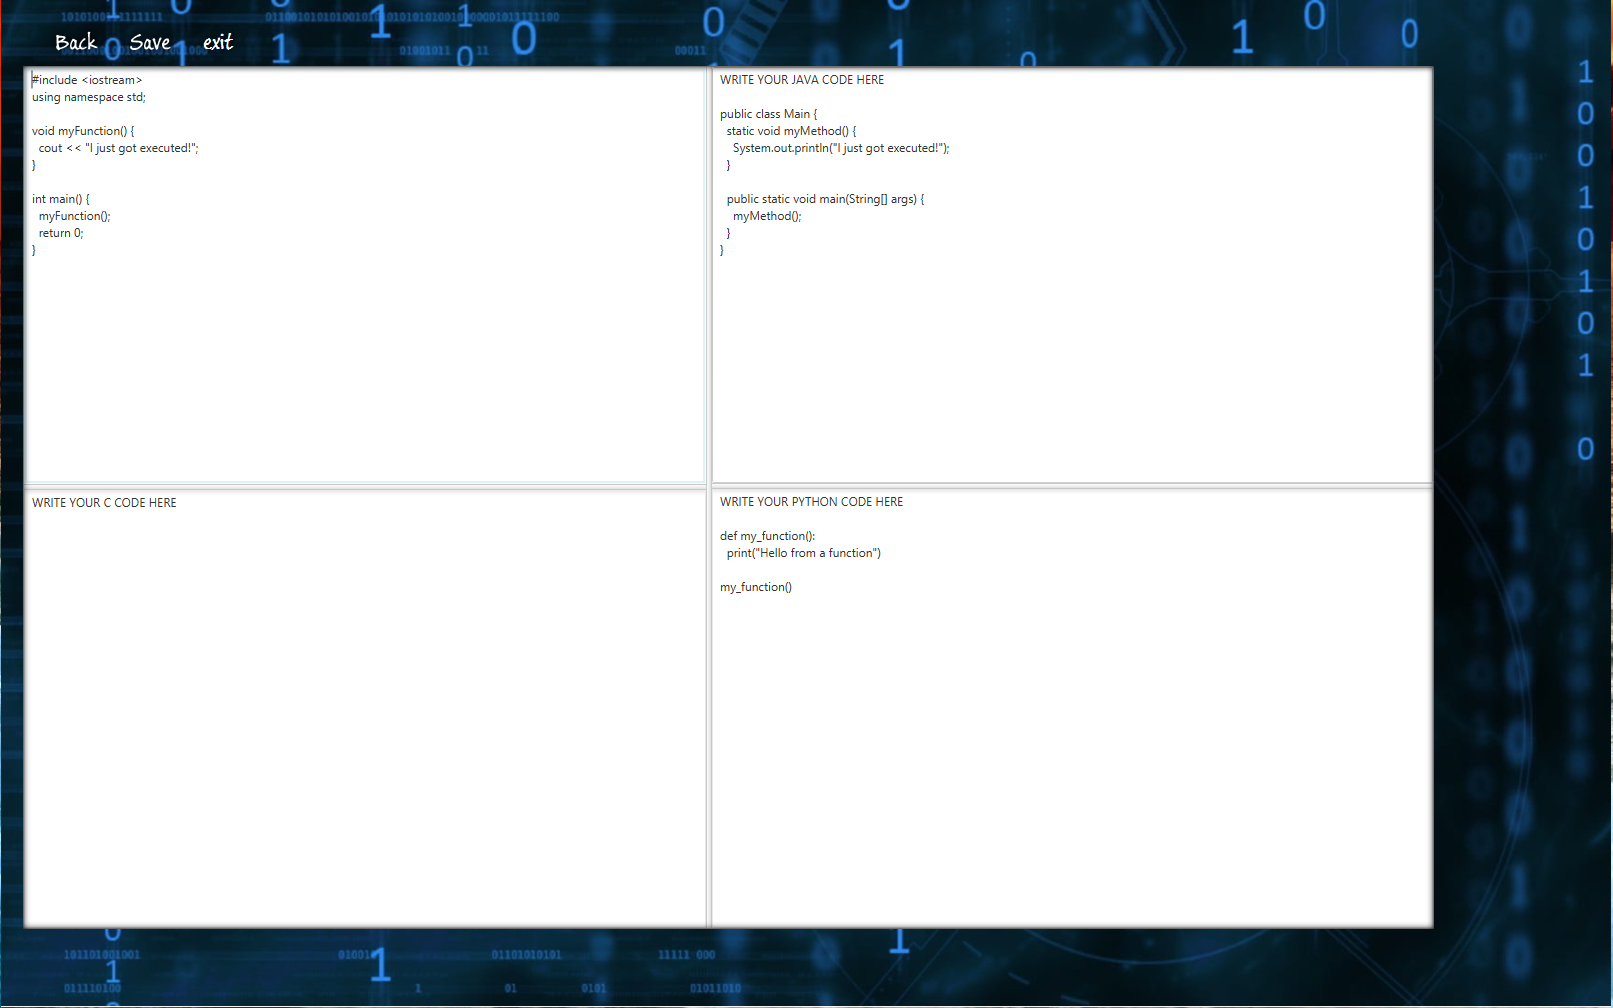 Back Save exit
#include <iostream>
using namespace std;
void myFunction() {
cout << "I just got executed!";
}
int main() {
myFunction();
return 0;
}
WRITE YOUR JAVA CODE HERE
public class Main {
static void myMethod() {
System.out.println("I just got executed!");
}
public static void main(String[] args) {
myMethod();
}
}
WRITE YOUR C CODE HERE
WRITE YOUR PYTHON CODE HERE
def my_function():
print("Hello from a function")
my_function()